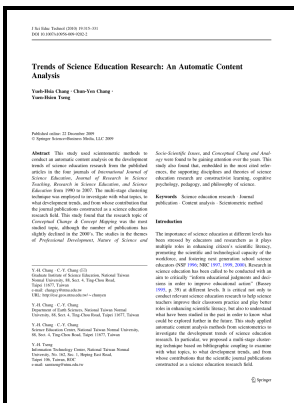 J Sci Educ Technol (2010) 19:315–331
DOI 10.1007/s10956-009-9202-2
Trends of Science Education Research: An Automatic Content
Analysis
Yueh-Hsia Chang · Chun-Yen Chang ·
Yuen-Hsien Tseng
Published online: 22 December 2009
© Springer Science+Business Media, LLC 2009
Abstract This study used scientometric methods to
conduct an automatic content analysis on the development
trends of science education research from the published
articles in the four journals of International Journal of
Science Education, Journal of Research in Science
Teaching, Research in Science Education, and Science
Education from 1990 to 2007. The multi-stage clustering
technique was employed to investigate with what topics, to
what development trends, and from whose contribution that
the journal publications constructed as a science education
research field. This study found that the research topic of
Conceptual Change & Concept Mapping was the most
studied topic, although the number of publications has
slightly declined in the 2000's. The studies in the themes
of Professional Development, Nature of Science and
Socio-Scientific Issues, and Conceptual Chang and Anal-
ogy were found to be gaining attention over the years. This
study also found that, embedded in the most cited refer-
ences, the supporting disciplines and theories of science
education research are constructivist learning, cognitive
psychology, pedagogy, and philosophy of science.
Keywords Science education research · Journal
publication · Content analysis · Scientometric method
Introduction
The importance of science education at different levels has
been stressed by educators and researchers as it plays
multiple roles in enhancing citizen's scientific literacy,
promoting the scientific and technological capacity of the
workforce, and fostering next generation school science
educators (NSF 1996; NRC 1997, 1999, 2000). Research in
science education has been called to be conducted with an
aim to critically "inform educational judgments and deci-
sions in order to improve educational action" (Bassey
1995, p. 39) at different levels. It is critical not only to
conduct relevant science education research to help science
teachers improve their classroom practice and play better
roles in enhancing scientific literacy, but also to understand
what have been studied in the past in order to know what
could be explored further in the future. This study applied
automatic content analysis methods from scientometrics to
investigate the development trends of science education
research. In particular, we proposed a multi-stage cluster-
ing technique based on bibliographic coupling to examine
with what topics, to what development trends, and from
whose contributions that the scientific journal publications
constructed as a science education research field.
Y.-H. Chang · C.-Y. Chang
Graduate Institute of Science Education, National Taiwan
Normal University, 88, Sect. 4, Ting-Chou Road,
Taipei 11677, Taiwan
Y.-H. Chang · C.-Y. Chang
Department of Earth Sciences, National Taiwan Normal
University, 88, Sect. 4, Ting-Chou Road, Taipei 11677, Taiwan
Y.-H. Chang · C.-Y. Chang
Science Education Center, National Taiwan Normal University,
88, Sect. 4, Ting-Chou Road, Taipei 11677, Taiwan
Y.-H. Tseng
Information Technology Center, National Taiwan Normal
University, No. 162, Sec. 1, Heping East Road,
Taipei 106, Taiwan, ROC
Springer